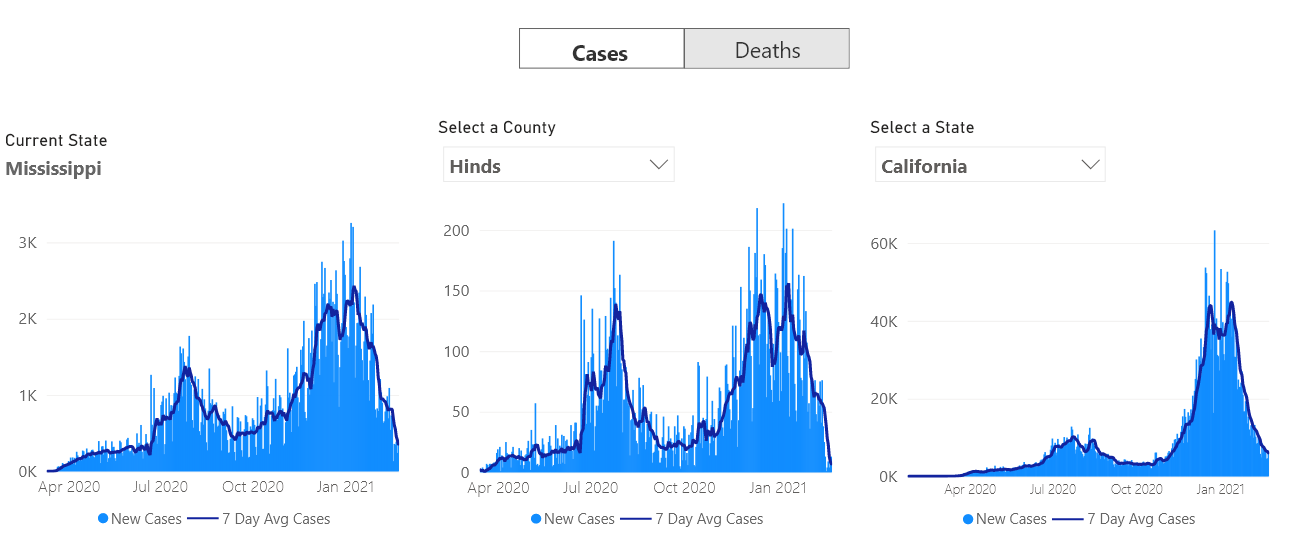 Cases
Deaths
Current State
Mississippi
Select a County
Hinds
Select a State
California
3K
2K
1K
0K
Apr 2020 Jul 2020 Oct 2020 Jan 2021
New Cases 7 Day Avg Cases
200
150
100
50
0
Apr 2020 Jul 2020 Oct 2020 Jan 2021
New Cases 7 Day Avg Cases
60K
40K
20K
0K
Apr 2020 Jul 2020 Oct 2020 Jan 2021
New Cases 7 Day Avg Cases